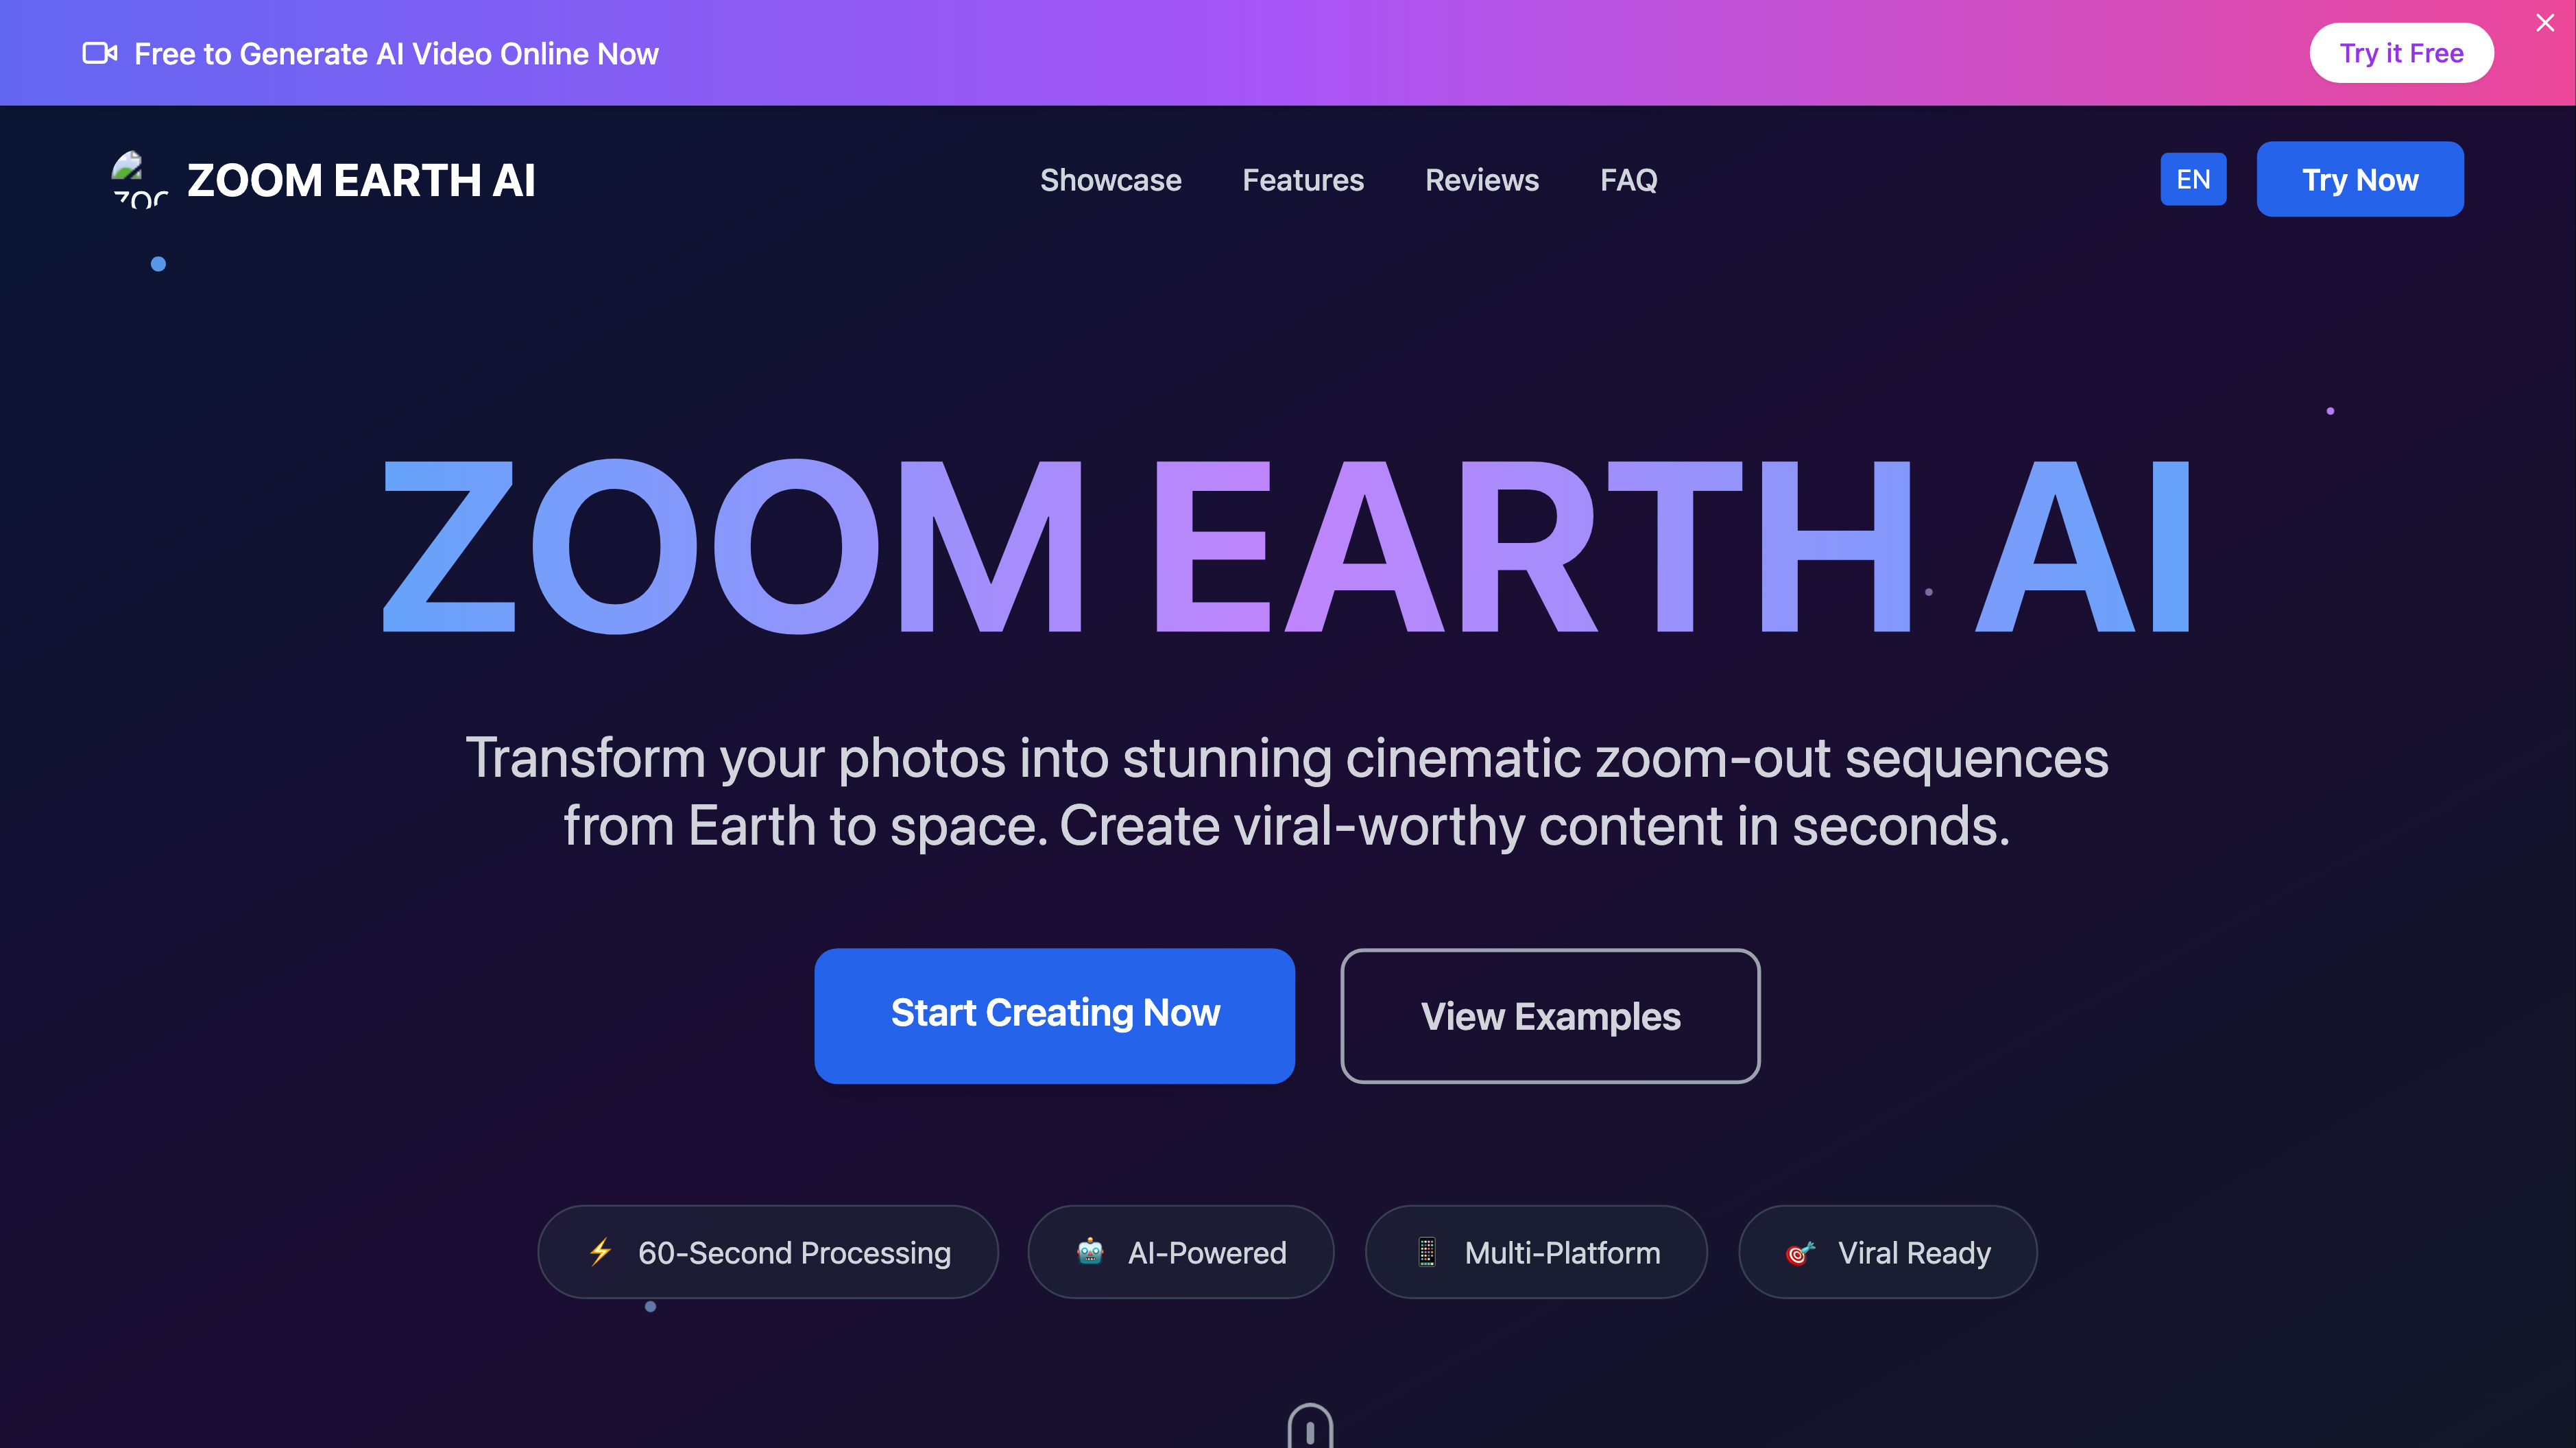 Free to Generate AI Video Online Now
Try it Free
ZOOM EARTH AI
Showcase
Features
Reviews
FAQ
EN
Try Now
ZOOM EARTH AI
Transform your photos into stunning cinematic zoom-out sequences
from Earth to space. Create viral-worthy content in seconds.
Start Creating Now
View Examples
60-Second Processing
AI-Powered
Multi-Platform
Viral Ready